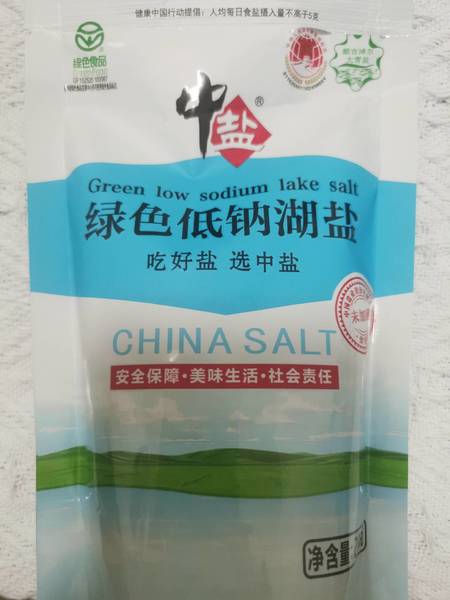 健康中国行动提倡：人均每日食盐摄入量不高于5克
绿色食品
中盐®
Green low sodium lake salt
绿色低钠湖盐
吃好盐 选中盐
CHINA SALT
安全保障·美味生活·社会责任
净含量: